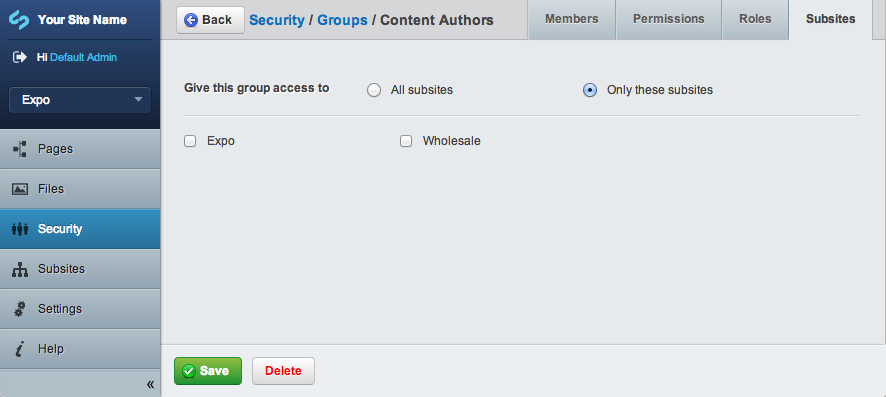 Your Site Name
Hi Default Admin
Expo
Pages
Files
Security
Subsites
Settings
Help
«
Back Security / Groups / Content Authors
Members Permissions Roles Subsites
Give this group access to All subsites Only these subsites
Expo Wholesale
Save Delete